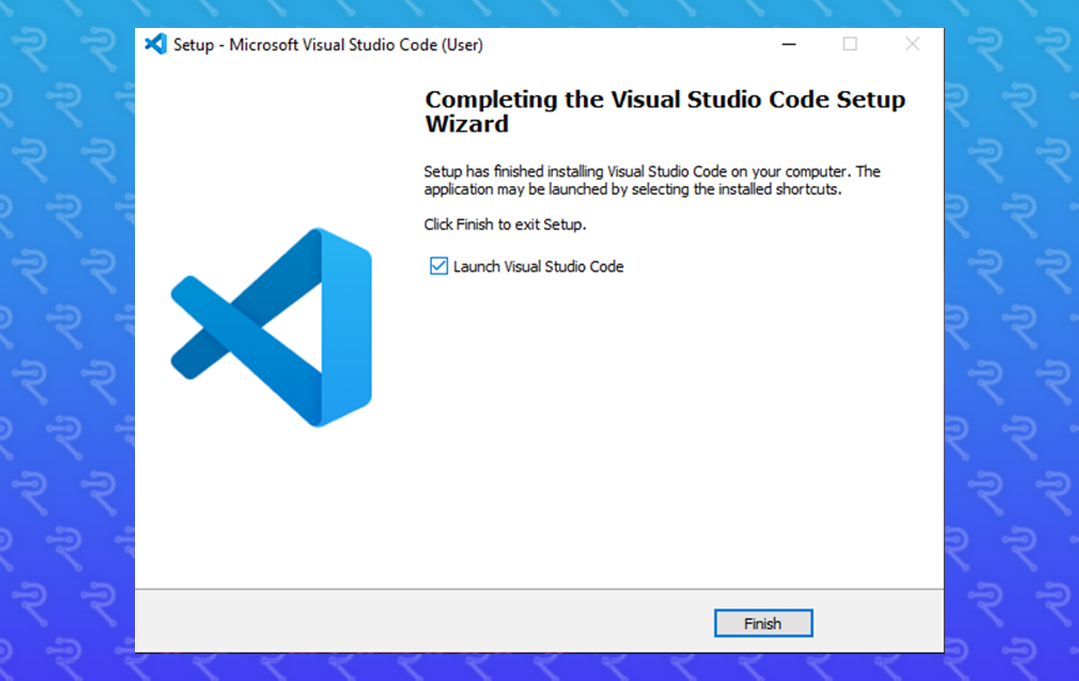 Setup - Microsoft Visual Studio Code (User)
Completing the Visual Studio Code Setup
Wizard
Setup has finished installing Visual Studio Code on your computer. The
application may be launched by selecting the installed shortcuts.
Click Finish to exit Setup.
Launch Visual Studio Code
Finish